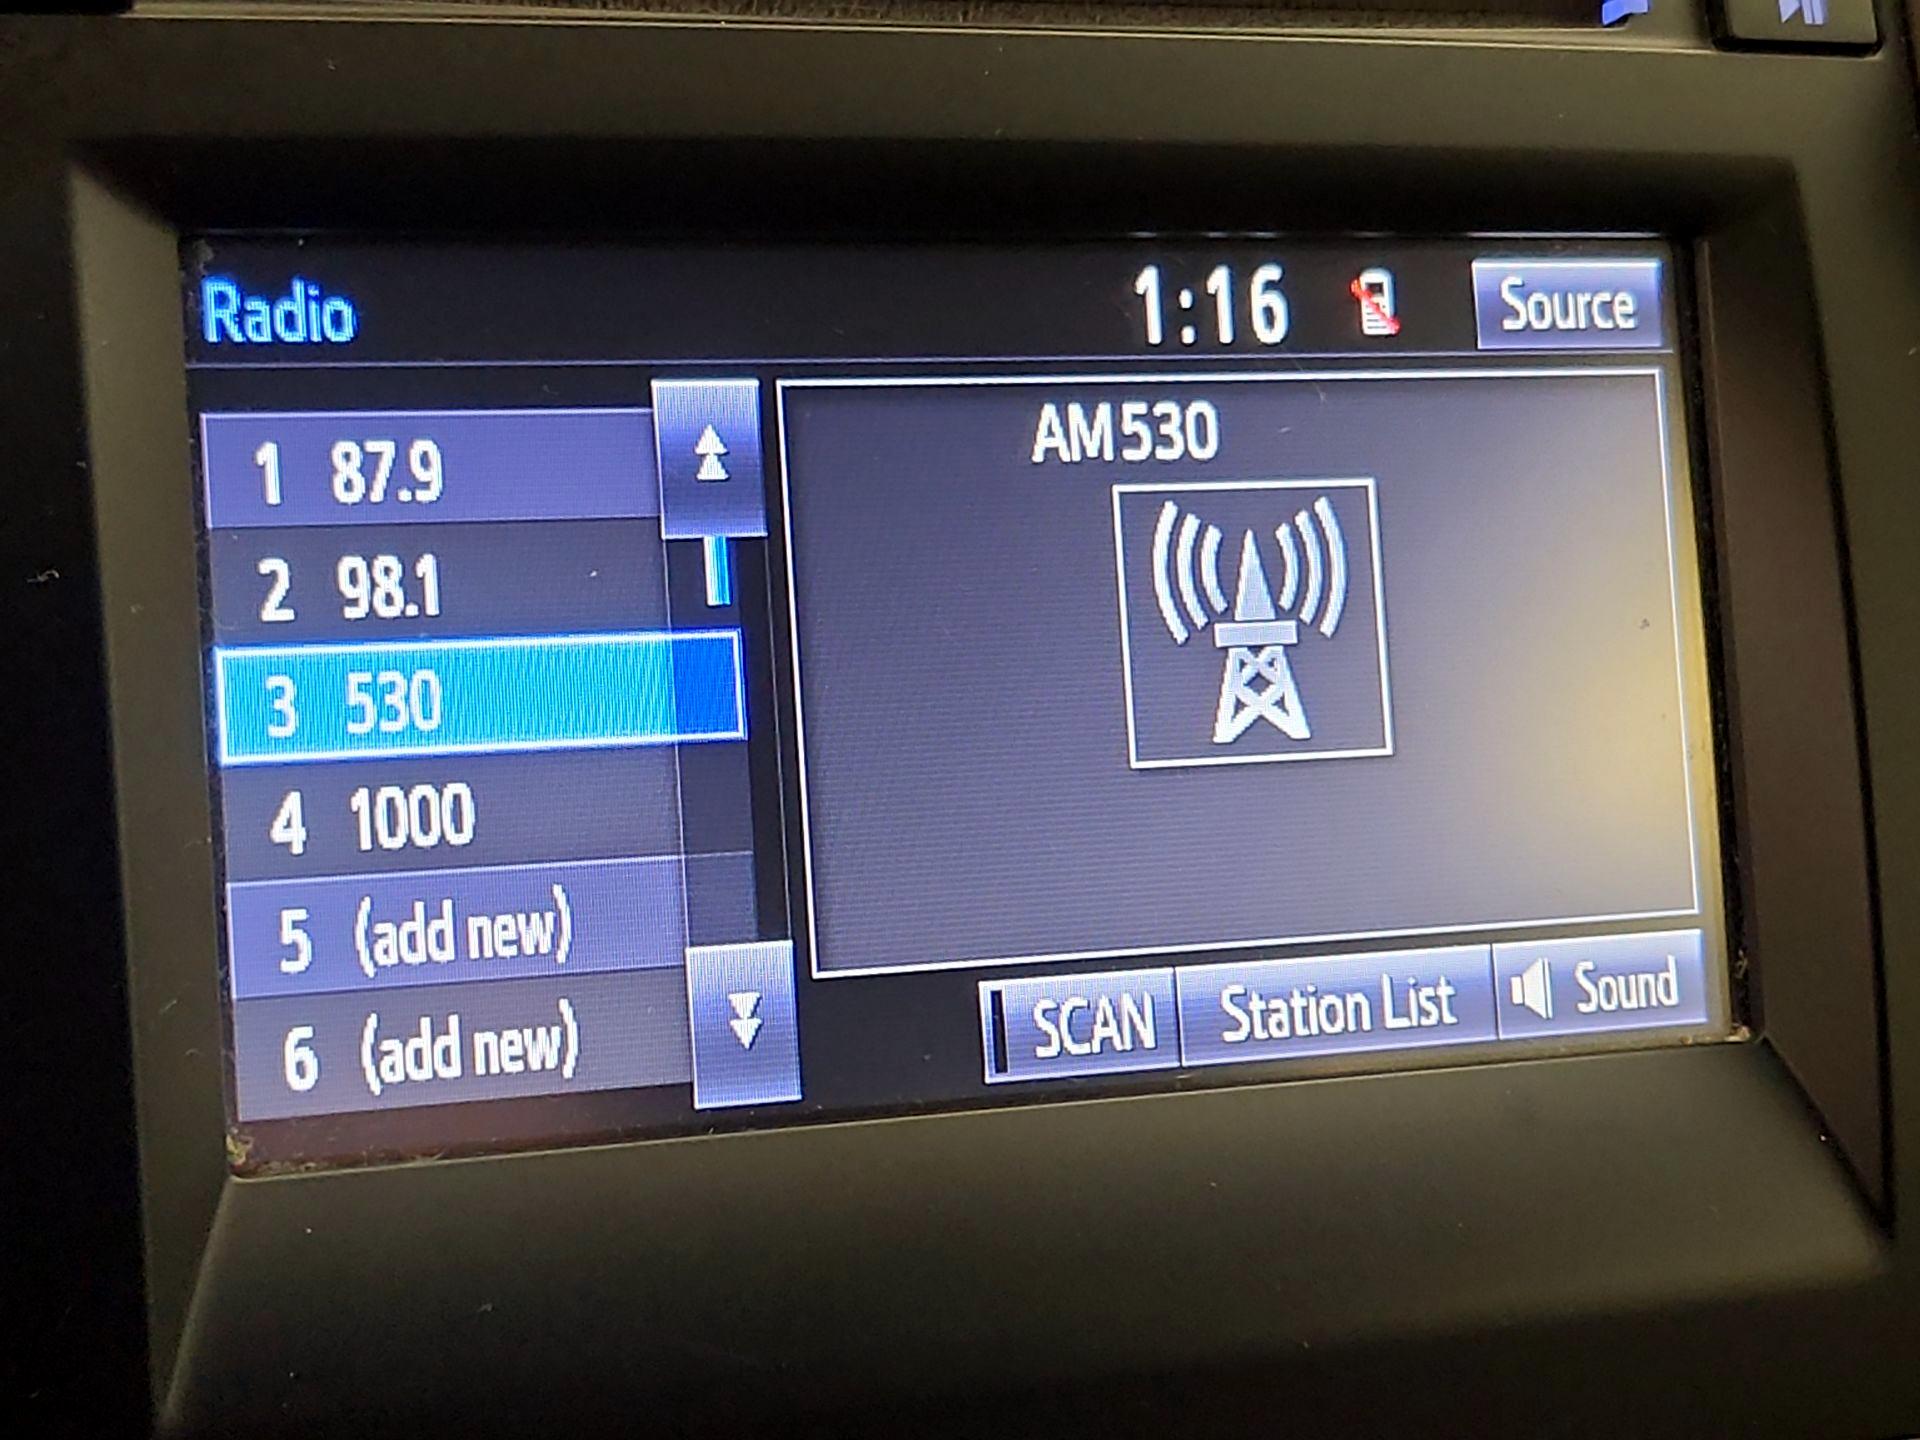 Radio 1:16 Source
AM530
1 87.9
2 98.1
3 530
4 1000
5 (add new)
6 (add new)
SCAN Station List Sound